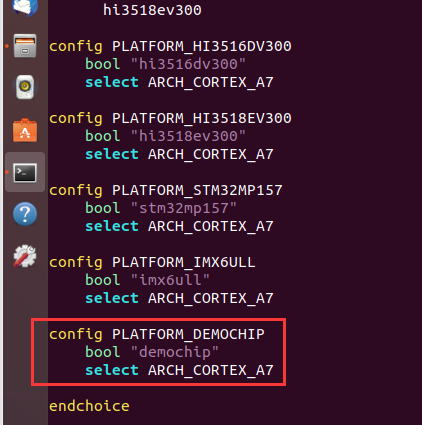 hi3518ev300
config PLATFORM_HI3516DV300
bool "hi3516dv300"
select ARCH_CORTEX_A7
config PLATFORM_HI3518EV300
bool "hi3518ev300"
select ARCH_CORTEX_A7
config PLATFORM_STM32MP157
bool "stm32mp157"
select ARCH_CORTEX_A7
config PLATFORM_IMX6ULL
bool "imx6ull"
select ARCH_CORTEX_A7
config PLATFORM_DEMOCHIP
bool "demochip"
select ARCH_CORTEX_A7
endchoice